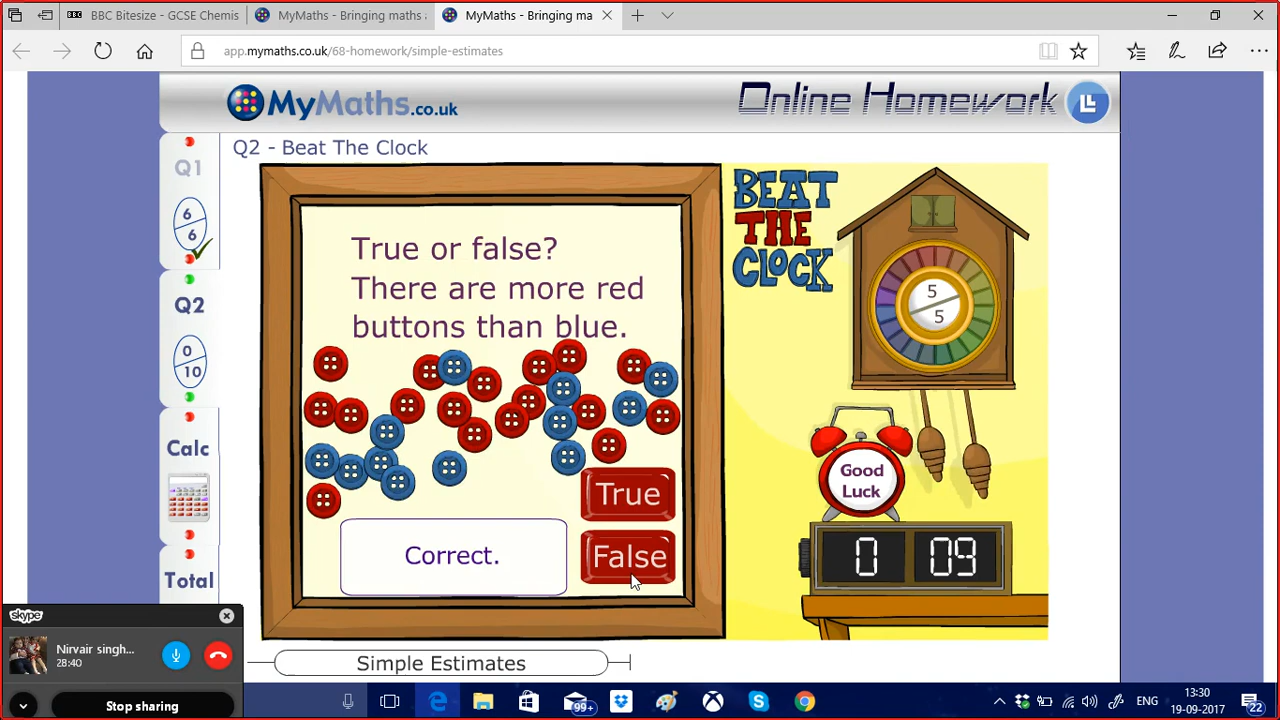 BBC Bitesize - GCSE Chemis
MyMaths - Bringing maths a
MyMaths - Bringing ma
app.mymaths.co.uk/68-homework/simple-estimates
MyMaths.co.uk
Online Homework
Q2 - Beat The Clock
Q1
6
6
Q2
0
10
Calc
Total
True or false?
There are more red
buttons than blue.
True
False
Correct.
BEAT
THE
CLOCK
5
5
Good
Luck
0 09
Simple Estimates
skype
Nirvair singh...
28:40
Stop sharing
99+
ENG
13:30
19-09-2017
22